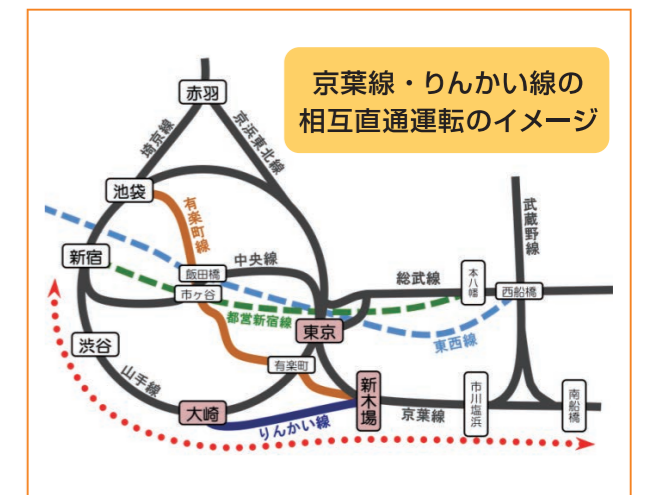 京葉線・りんかい線の
相互直通運転のイメージ
赤羽
埼京線
京浜東北線
池袋
有楽町線
武蔵野線
新宿
中央線
飯田橋
総武線
本八幡
西船橋
市ヶ谷
都営新宿線
東京
東西線
渋谷
有楽町
山手線
新木場
市川塩浜
南船橋
大崎
りんかい線
京葉線